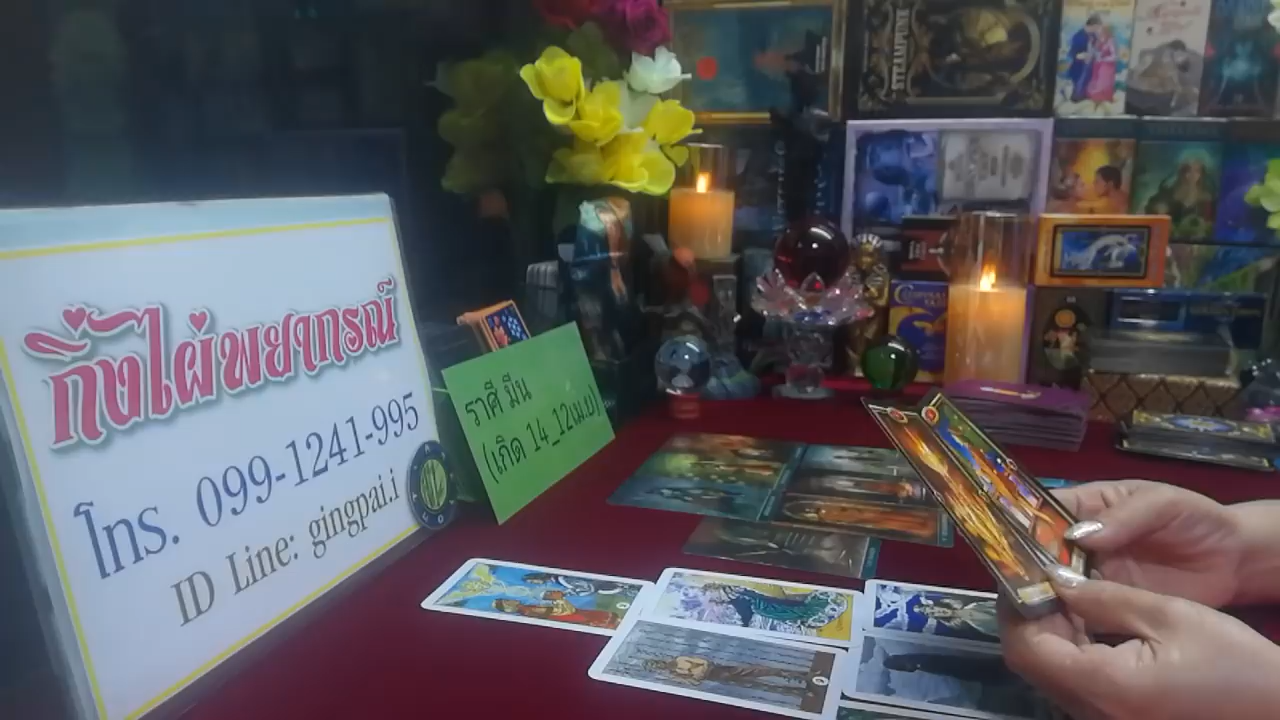 กิ่งไผ่พยากรณ์
โทร. 099-1241-995
ID Line: gingpai.i
ราศี มีน
(เกิด 14_12เม.ย)
STEAMPUNK